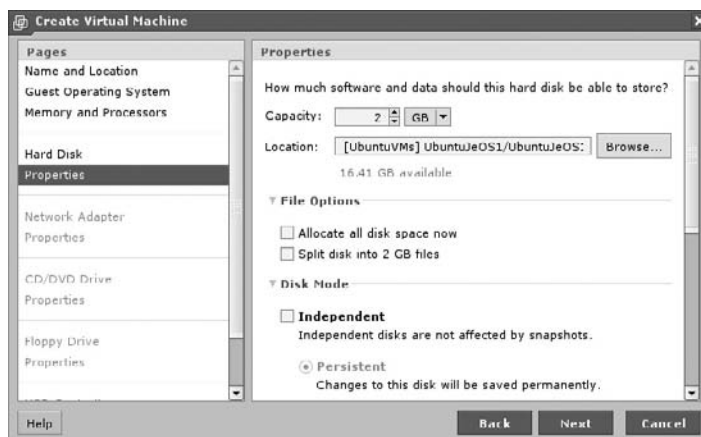 Create Virtual Machine
Pages
Name and Location
Guest Operating System
Memory and Processors
Hard Disk
Properties
Network Adapter
Properties
CD/DVD Drive
Properties
Floppy Drive
Properties
Help
Properties
How much software and data should this hard disk be able to store?
Capacity: 2 GB
Location: [UbuntuVMs] UbuntuJeOS1/UbuntuJeOS1 Browse...
16.41 GB available
File Options
Allocate all disk space now
Split disk into 2 GB files
Disk Mode
Independent
Independent disks are not affected by snapshots.
Persistent
Changes to this disk will be saved permanently.
Back Next Cancel